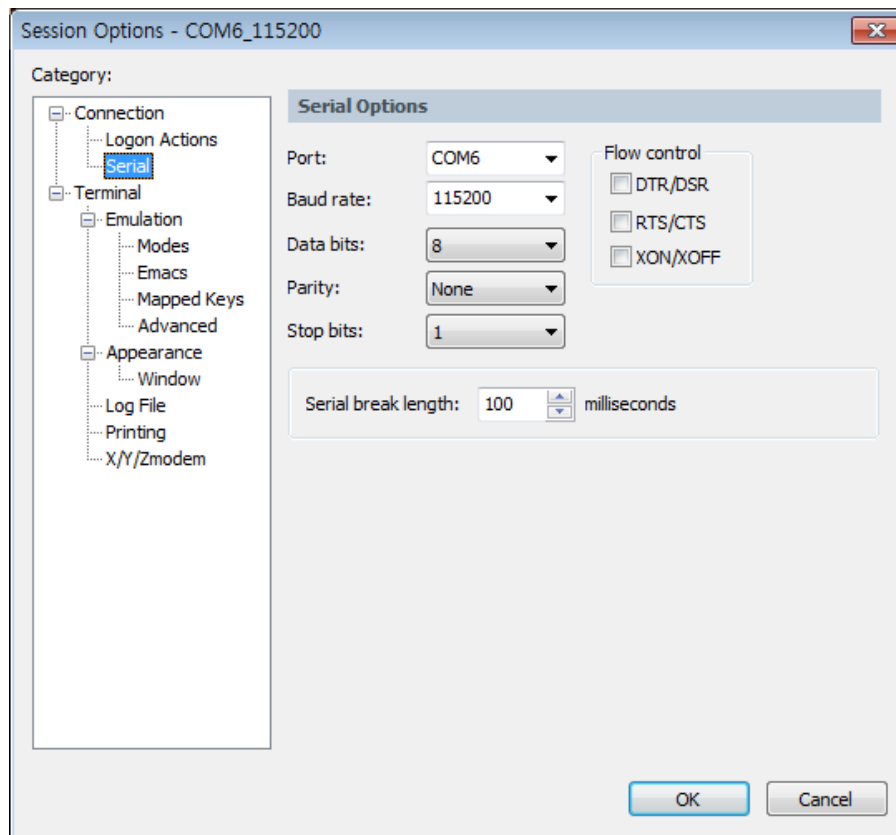 Session Options - COM6_115200
Category:
Connection
Logon Actions
Serial
Terminal
Emulation
Modes
Emacs
Mapped Keys
Advanced
Appearance
Window
Log File
Printing
X/Y/Zmodem
Serial Options
Port: COM6
Baud rate: 115200
Data bits: 8
Parity: None
Stop bits: 1
Flow control
DTR/DSR
RTS/CTS
XON/XOFF
Serial break length: 100 milliseconds
OK Cancel